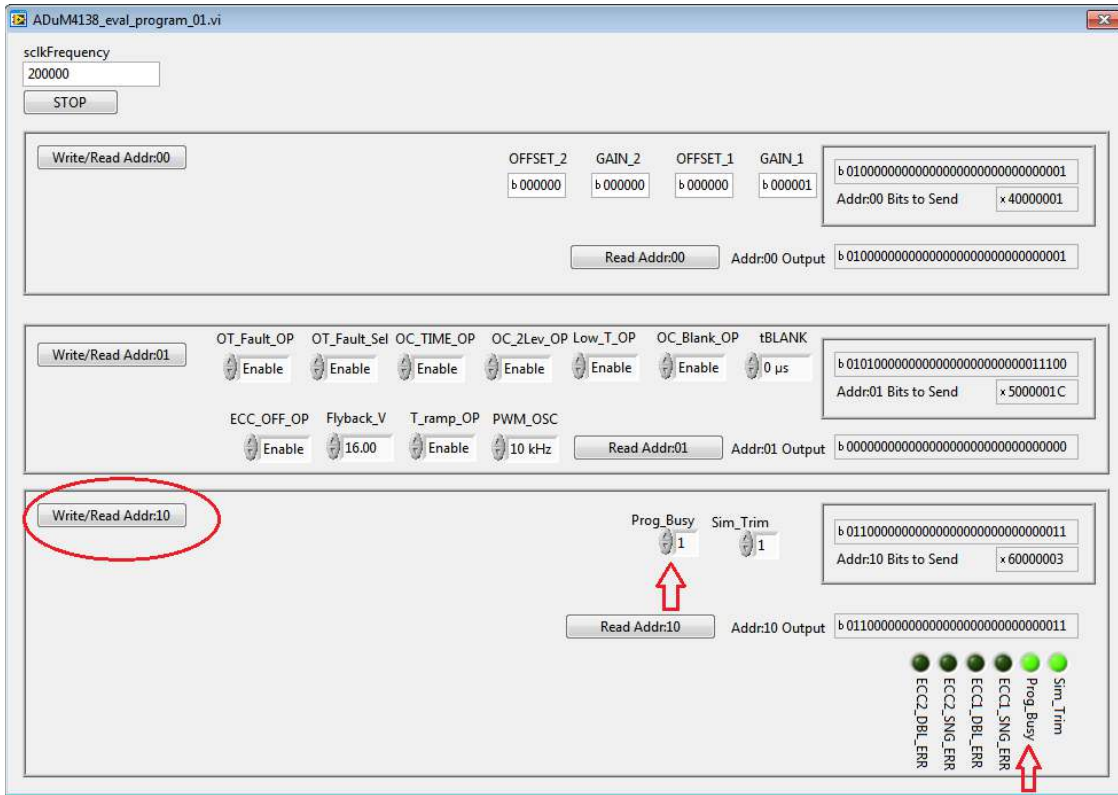 ADuM4138_eval_program_01.vi
sclkFrequency
200000
STOP
Write/Read Addr:00
OFFSET_2 GAIN_2 OFFSET_1 GAIN_1
b 000000 b 000000 b 000000 b 000001
b 01000000000000000000000000000001
Addr:00 Bits to Send x 40000001
Read Addr:00 Addr:00 Output b 01000000000000000000000000000001
Write/Read Addr:01
OT_Fault_OP OT_Fault_Sel OC_TIME_OP OC_2Lev_OP Low_T_OP OC_Blank_OP tBLANK
Enable Enable Enable Enable Enable Enable 0 µs
b 01010000000000000000000000011100
Addr:01 Bits to Send x 5000001C
ECC_OFF_OP Flyback_V T_ramp_OP PWM_OSC
Enable 16.00 Enable 10 kHz
Read Addr:01 Addr:01 Output b 00000000000000000000000000000000
Write/Read Addr:10
Prog_Busy Sim_Trim
1 1
b 01100000000000000000000000000011
Addr:10 Bits to Send x 60000003
Read Addr:10 Addr:10 Output b 01100000000000000000000000000011
ECC2_DBL_ERR
ECC2_SNG_ERR
ECC1_DBL_ERR
ECC1_SNG_ERR
Prog_Busy
Sim_Trim